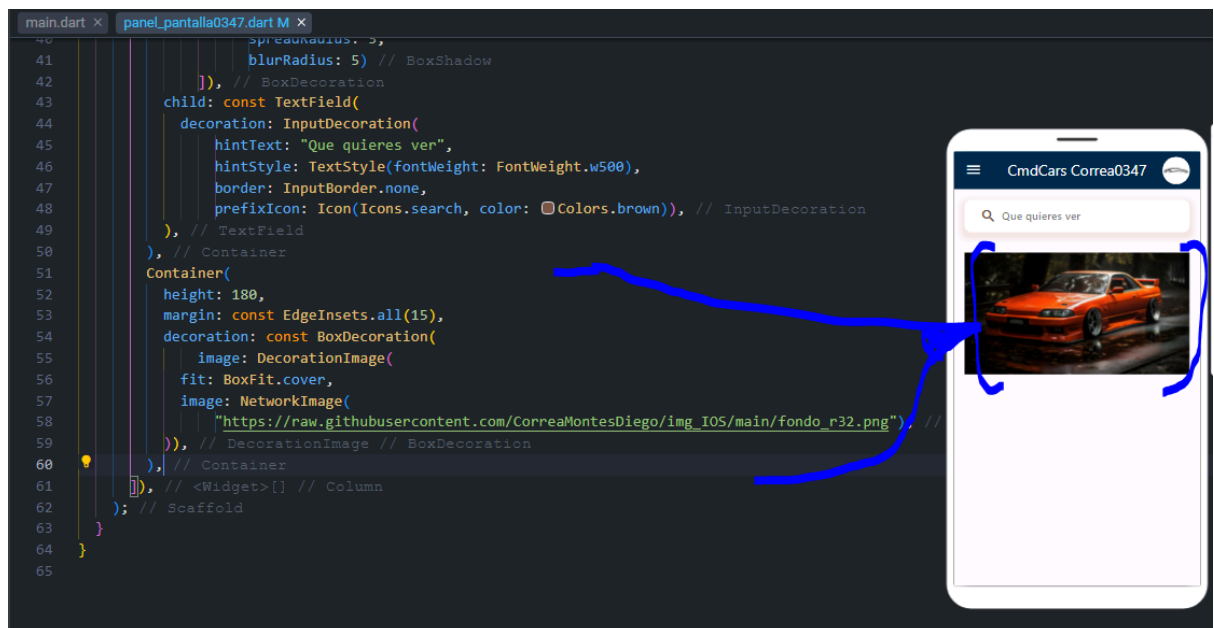 main.dart × panel_pantalla0347.dart M ×
40 spreadRadius: 5,
41 blurRadius: 5) // BoxShadow
42 ]), // BoxDecoration
43 child: const TextField(
44 decoration: InputDecoration(
45 hintText: "Que quieres ver",
46 hintStyle: TextStyle(fontWeight: FontWeight.w500),
47 border: InputBorder.none,
48 prefixIcon: Icon(Icons.search, color: Colors.brown)), // InputDecoration
49 ), // TextField
50 ), // Container
51 Container(
52 height: 180,
53 margin: const EdgeInsets.all(15),
54 decoration: const BoxDecoration(
55 image: DecorationImage(
56 fit: BoxFit.cover,
57 image: NetworkImage(
58 "https://raw.githubusercontent.com/CorreaMontesDiego/img_IOS/main/fondo_r32.png"), //
59 )), // DecorationImage // BoxDecoration
60 ), // Container
61 ]), // <Widget>[] // Column
62 ); // Scaffold
63 }
64 }
65
CmdCars Correa0347
Que quieres ver